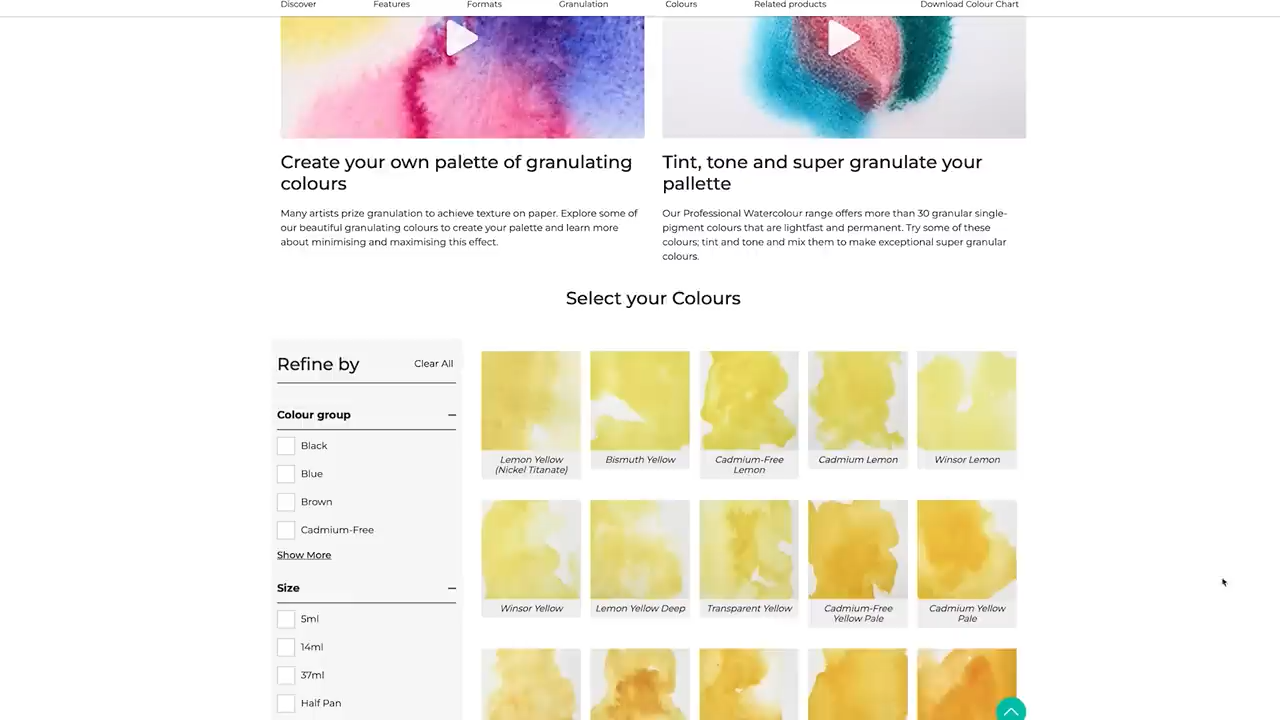 Discover Features Formats Granulation Colours Related products Download Colour Chart
Create your own palette of granulating
colours
Many artists prize granulation to achieve texture on paper. Explore some of
our beautiful granulating colours to create your palette and learn more
about minimising and maximising this effect.
Tint, tone and super granulate your
pallette
Our Professional Watercolour range offers more than 30 granular single-
pigment colours that are lightfast and permanent. Try some of these
colours; tint and tone and mix them to make exceptional super granular
colours.
Select your Colours
Refine by Clear All
Colour group
Black
Blue
Brown
Cadmium-Free
Show More
Size
5ml
14ml
37ml
Half Pan
Lemon Yellow
(Nickel Titanate)
Bismuth Yellow
Cadmium-Free
Lemon
Cadmium Lemon
Winsor Lemon
Winsor Yellow
Lemon Yellow Deep
Transparent Yellow
Cadmium-Free
Yellow Pale
Cadmium Yellow
Pale